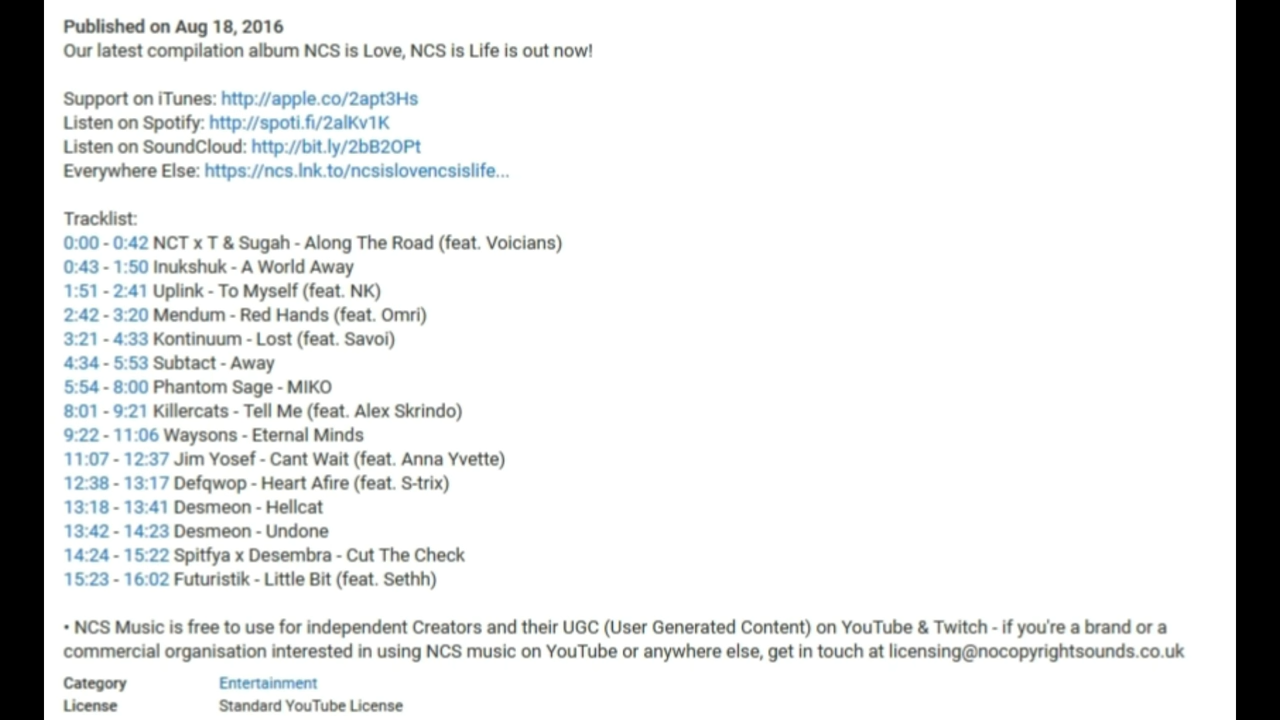 Published on Aug 18, 2016
Our latest compilation album NCS is Love, NCS is Life is out now!
Support on iTunes: http://apple.co/2apt3Hs
Listen on Spotify: http://spoti.fi/2alKv1K
Listen on SoundCloud: http://bit.ly/2bB2OPt
Everywhere Else: https://ncs.lnk.to/ncsislovencsislife...
Tracklist:
0:00 - 0:42 NCT x T & Sugah - Along The Road (feat. Voicians)
0:43 - 1:50 Inukshuk - A World Away
1:51 - 2:41 Uplink - To Myself (feat. NK)
2:42 - 3:20 Mendum - Red Hands (feat. Omri)
3:21 - 4:33 Kontinuum - Lost (feat. Savoi)
4:34 - 5:53 Subtact - Away
5:54 - 8:00 Phantom Sage - MIKO
8:01 - 9:21 Killercats - Tell Me (feat. Alex Skrindo)
9:22 - 11:06 Waysons - Eternal Minds
11:07 - 12:37 Jim Yosef - Cant Wait (feat. Anna Yvette)
12:38 - 13:17 Defqwop - Heart Afire (feat. S-trix)
13:18 - 13:41 Desmeon - Hellcat
13:42 - 14:23 Desmeon - Undone
14:24 - 15:22 Spitfya x Desembra - Cut The Check
15:23 - 16:02 Futuristik - Little Bit (feat. Sethh)
• NCS Music is free to use for independent Creators and their UGC (User Generated Content) on YouTube & Twitch - if you're a brand or a
commercial organisation interested in using NCS music on YouTube or anywhere else, get in touch at licensing@nocopyrightsounds.co.uk
Category Entertainment
License Standard YouTube License